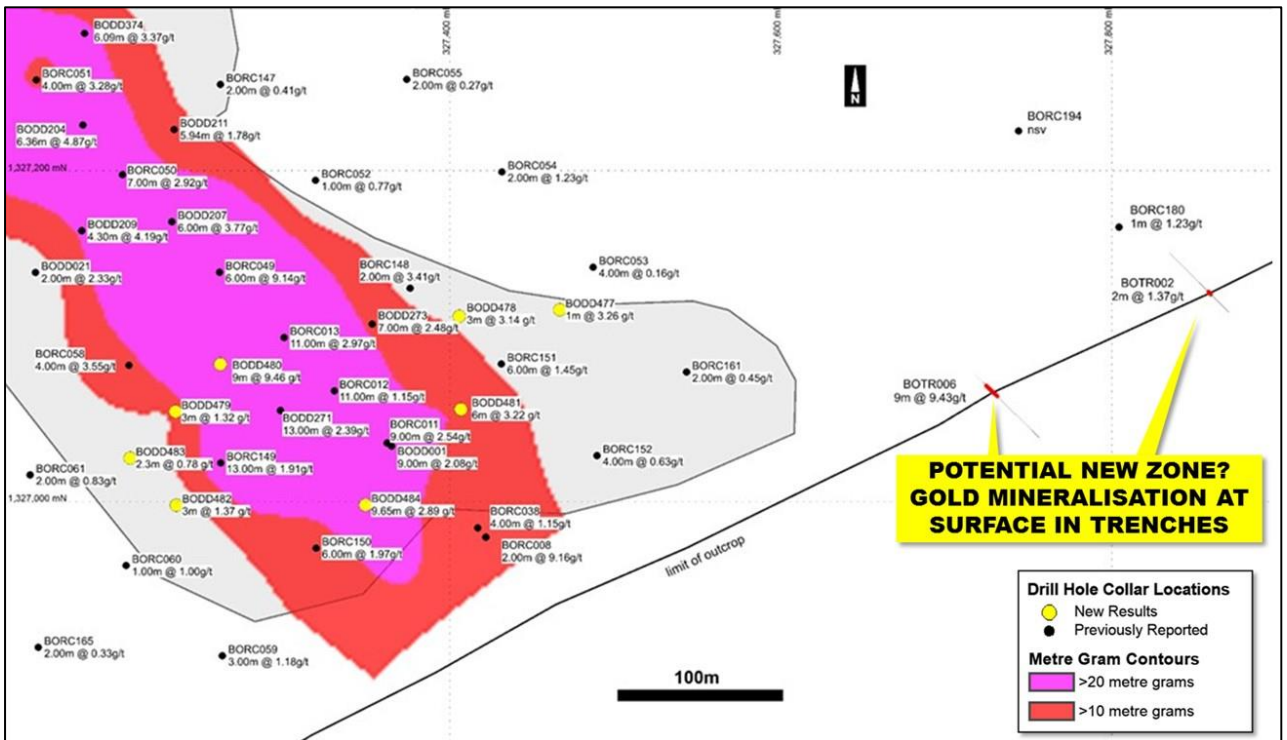 BODD374
6.09m @ 3.37g/t
327,400 mN
327,600 mN
327,800 mN
BORC051
4.00m @ 3.28g/t
BORC147
2.00m @ 0.41g/t
BORC055
2.00m @ 0.27g/t
N
BORC194
nsv
BODD204
6.36m @ 4.87g/t
BODD211
5.94m @ 1.78g/t
1,327,200 mN
BORC050
7.00m @ 2.92g/t
BORC052
1.00m @ 0.77g/t
BORC054
2.00m @ 1.23g/t
BODD209
4.30m @ 4.19g/t
BODD207
6.00m @ 3.77g/t
BORC180
1m @ 1.23g/t
BODD021
2.00m @ 2.33g/t
BORC049
6.00m @ 9.14g/t
BORC148
2.00m @ 3.41g/t
BORC053
4.00m @ 0.16g/t
BOTR002
2m @ 1.37g/t
BODD478
3m @ 3.14 g/t
BODD477
1m @ 3.26 g/t
BODD273
7.00m @ 2.48g/t
BORC013
11.00m @ 2.97g/t
BORC058
4.00m @ 3.55g/t
BODD480
9m @ 9.46 g/t
BORC151
6.00m @ 1.45g/t
BORC161
2.00m @ 0.45g/t
BORC012
11.00m @ 1.15g/t
BOTR006
9m @ 9.43g/t
BODD479
3m @ 1.32 g/t
BODD271
13.00m @ 2.39g/t
BODD481
6m @ 3.22 g/t
BORC011
9.00m @ 2.54g/t
BODD001
9.00m @ 2.08g/t
BODD483
2.3m @ 0.78 g/t
BORC149
13.00m @ 1.91g/t
BORC152
4.00m @ 0.63g/t
BORC061
2.00m @ 0.83g/t
POTENTIAL NEW ZONE?
GOLD MINERALISATION AT
SURFACE IN TRENCHES
1,327,000 mN
BODD482
3m @ 1.37 g/t
BODD484
9.65m @ 2.89 g/t
BORC038
4.00m @ 1.15g/t
BORC008
2.00m @ 9.16g/t
BORC150
6.00m @ 1.97g/t
BORC060
1.00m @ 1.00g/t
limit of outcrop
BORC165
2.00m @ 0.33g/t
BORC059
3.00m @ 1.18g/t
100m
Drill Hole Collar Locations
New Results
Previously Reported
Metre Gram Contours
>20 metre grams
>10 metre grams